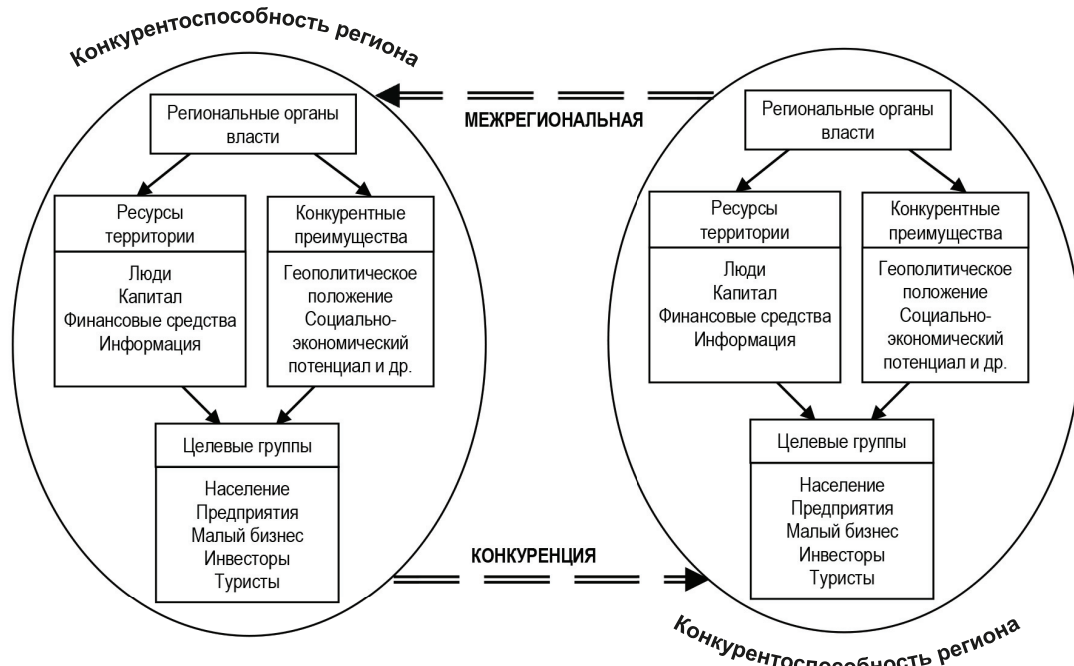 Конкурентоспособность региона
Региональные органы
власти
Ресурсы
территории
Люди
Капитал
Финансовые средства
Информация
Конкурентные
преимущества
Геополитическое
положение
Социально-
экономический
потенциал и др.
Целевые группы
Население
Предприятия
Малый бизнес
Инвесторы
Туристы
МЕЖРЕГИОНАЛЬНАЯ
КОНКУРЕНЦИЯ
Региональные органы
власти
Ресурсы
территории
Люди
Капитал
Финансовые средства
Информация
Конкурентные
преимущества
Геополитическое
положение
Социально-
экономический
потенциал и др.
Целевые группы
Население
Предприятия
Малый бизнес
Инвесторы
Туристы
Конкурентоспособность региона